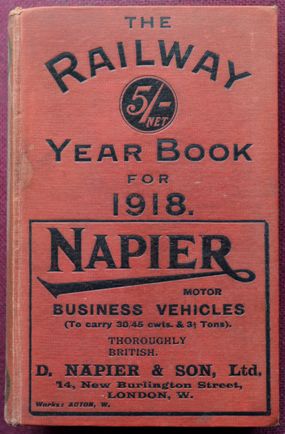 THE
RAILWAY
5/-
NET
YEAR BOOK
FOR
1918.
NAPIER
MOTOR
BUSINESS VEHICLES
(To carry 30,45 cwts. & 3½ Tons).
THOROUGHLY
BRITISH.
D. NAPIER & SON, Ltd.
14, New Burlington Street,
LONDON, W.
Works: ACTON, W.